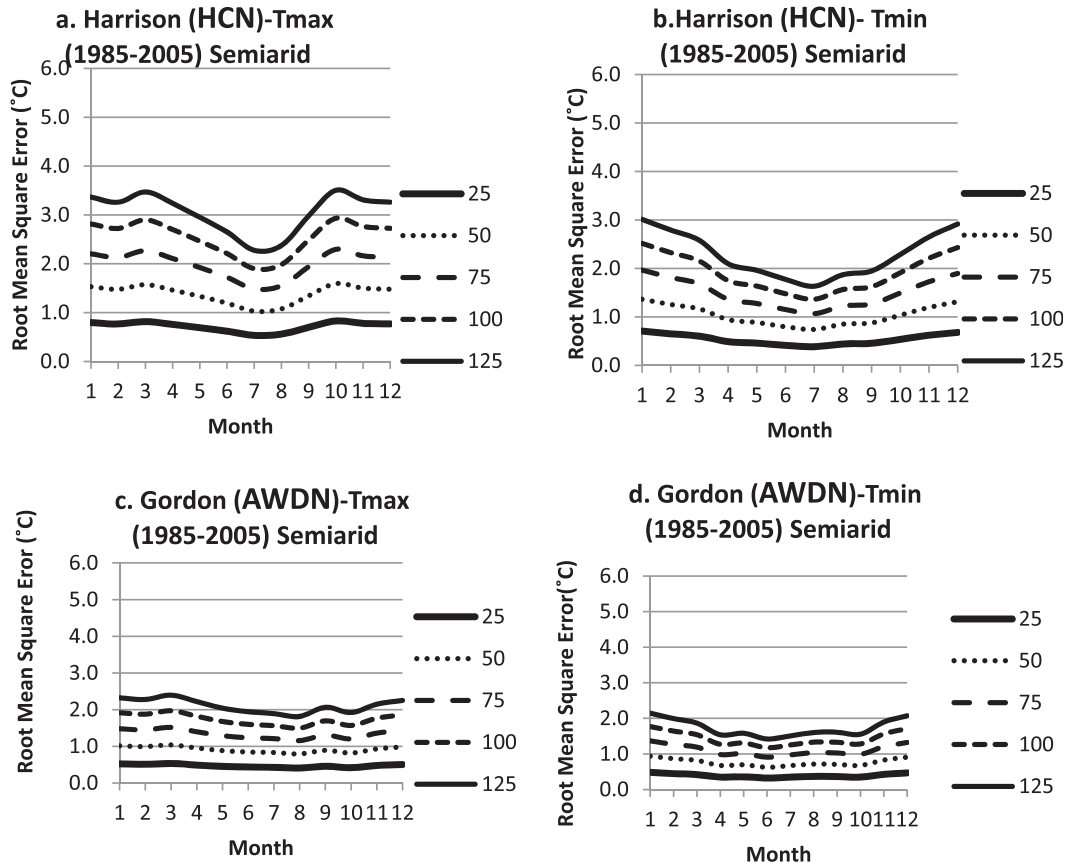 a. Harrison (HCN)-Tmax
(1985-2005) Semiarid
Root Mean Square Error (˚C)
6.0
5.0
4.0
3.0
2.0
1.0
0.0
1 2 3 4 5 6 7 8 9 10 11 12
Month
25
50
75
100
125
b.Harrison (HCN)- Tmin
(1985-2005) Semiarid
Root Mean Square Error (˚C)
6.0
5.0
4.0
3.0
2.0
1.0
0.0
1 2 3 4 5 6 7 8 9 10 11 12
Month
25
50
75
100
125
c. Gordon (AWDN)-Tmax
(1985-2005) Semiarid
Root Mean Square Eror (˚C)
6.0
5.0
4.0
3.0
2.0
1.0
0.0
1 2 3 4 5 6 7 8 9 10 11 12
Month
25
50
75
100
125
d. Gordon (AWDN)-Tmin
(1985-2005) Semiarid
Root Mean Square Error(˚C)
6.0
5.0
4.0
3.0
2.0
1.0
0.0
1 2 3 4 5 6 7 8 9 10 11 12
Month
25
50
75
100
125